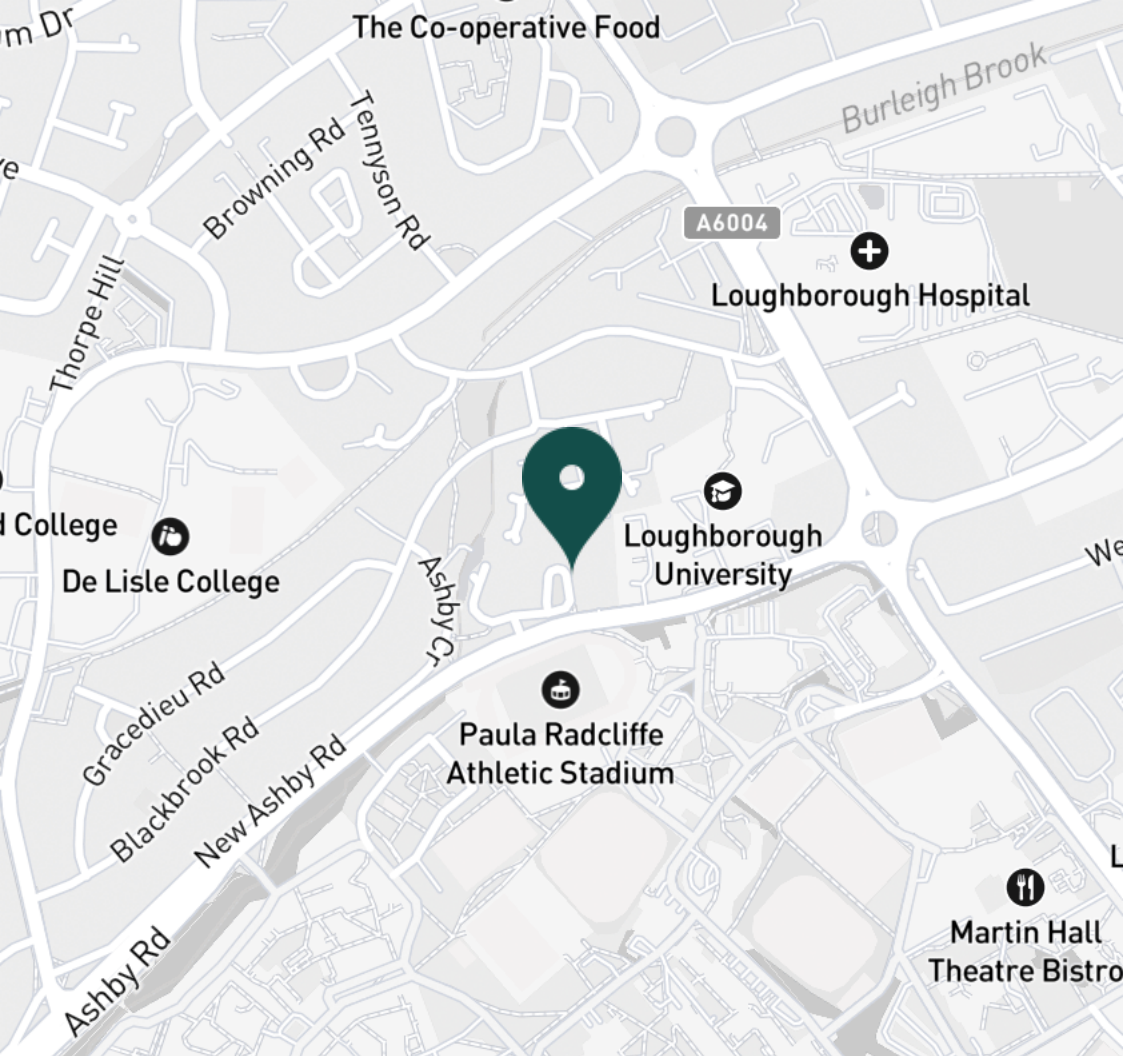 The Co-operative Food
Burleigh Brook
Tennyson Rd
Browning Rd
A6004
Loughborough Hospital
Thorpe Hill
College
De Lisle College
Loughborough
University
Ashby Cr
Gracedieu Rd
Blackbrook Rd
New Ashby Rd
Paula Radcliffe
Athletic Stadium
Martin Hall
Theatre Bistro
Ashby Rd